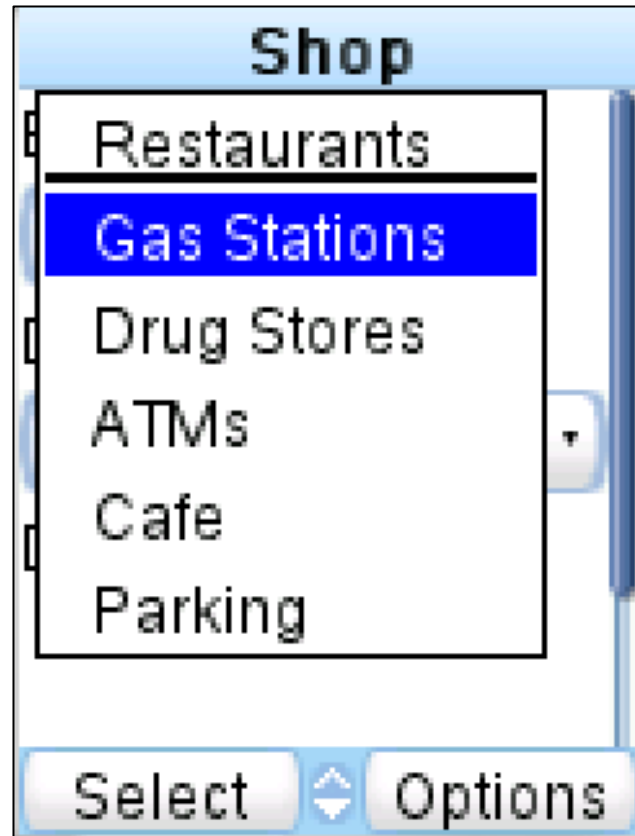 Shop
Restaurants
Gas Stations
Drug Stores
ATMs
Cafe
Parking
Select
Options